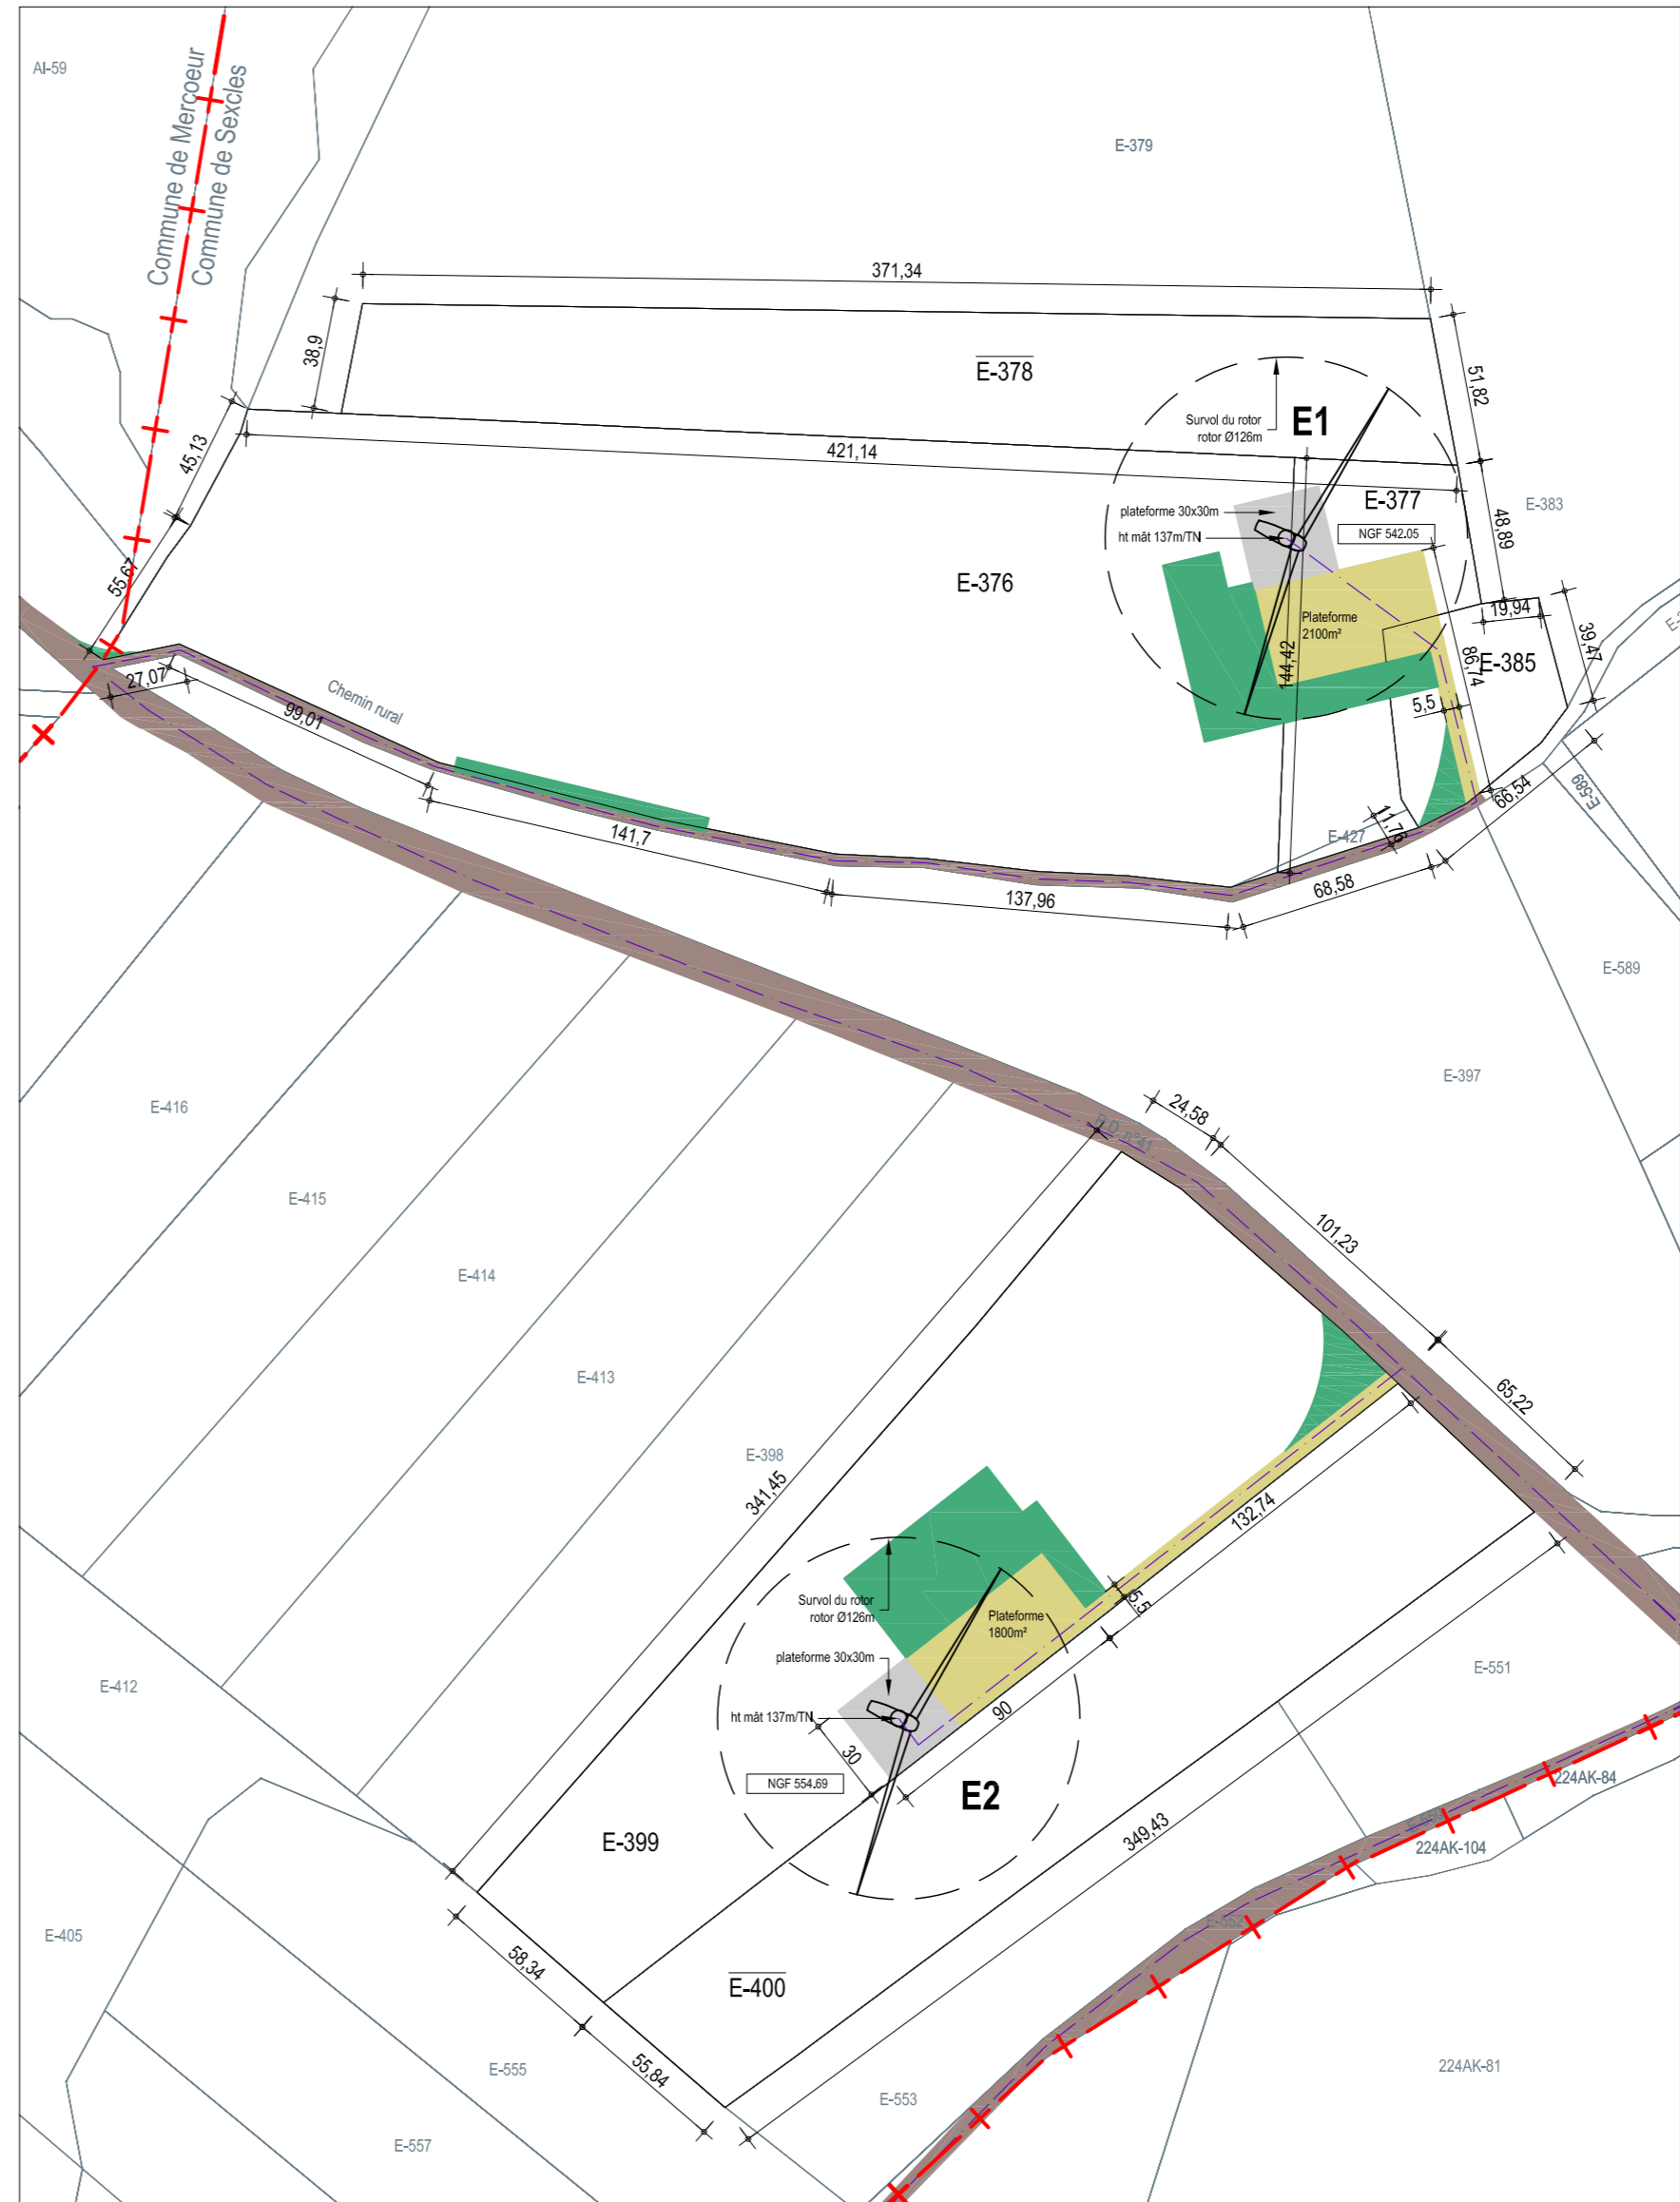 AI-59
Commune de Mercoeur
Commune de Sexcles
E-379
371,34
38,9
E-378
51,82
Survol du rotor
rotor Ø126m
E1
45,13
421,14
E-377
E-383
plateforme 30x30m
ht mât 137m/TN
NGF 542.05
48,89
55,67
E-376
Plateforme
2100m²
19,94
39,47
144,42
86,74
E-385
27,07
Chemin rural
99,01
5,5
66,54
E-589
141,7
11,76
E-427
137,96
68,58
E-589
E-416
E-397
24,58
R.D. n°41
E-415
101,23
E-414
E-413
65,22
E-398
341,45
132,74
Survol du rotor
rotor Ø126m
5,5
Plateforme
1800m²
plateforme 30x30m
E-551
E-412
ht mât 137m/TN
90
30
NGF 554.69
E2
224AK-84
349,43
E-399
224AK-104
E-552
E-405
58,34
E-400
55,84
E-555
E-553
224AK-81
E-557